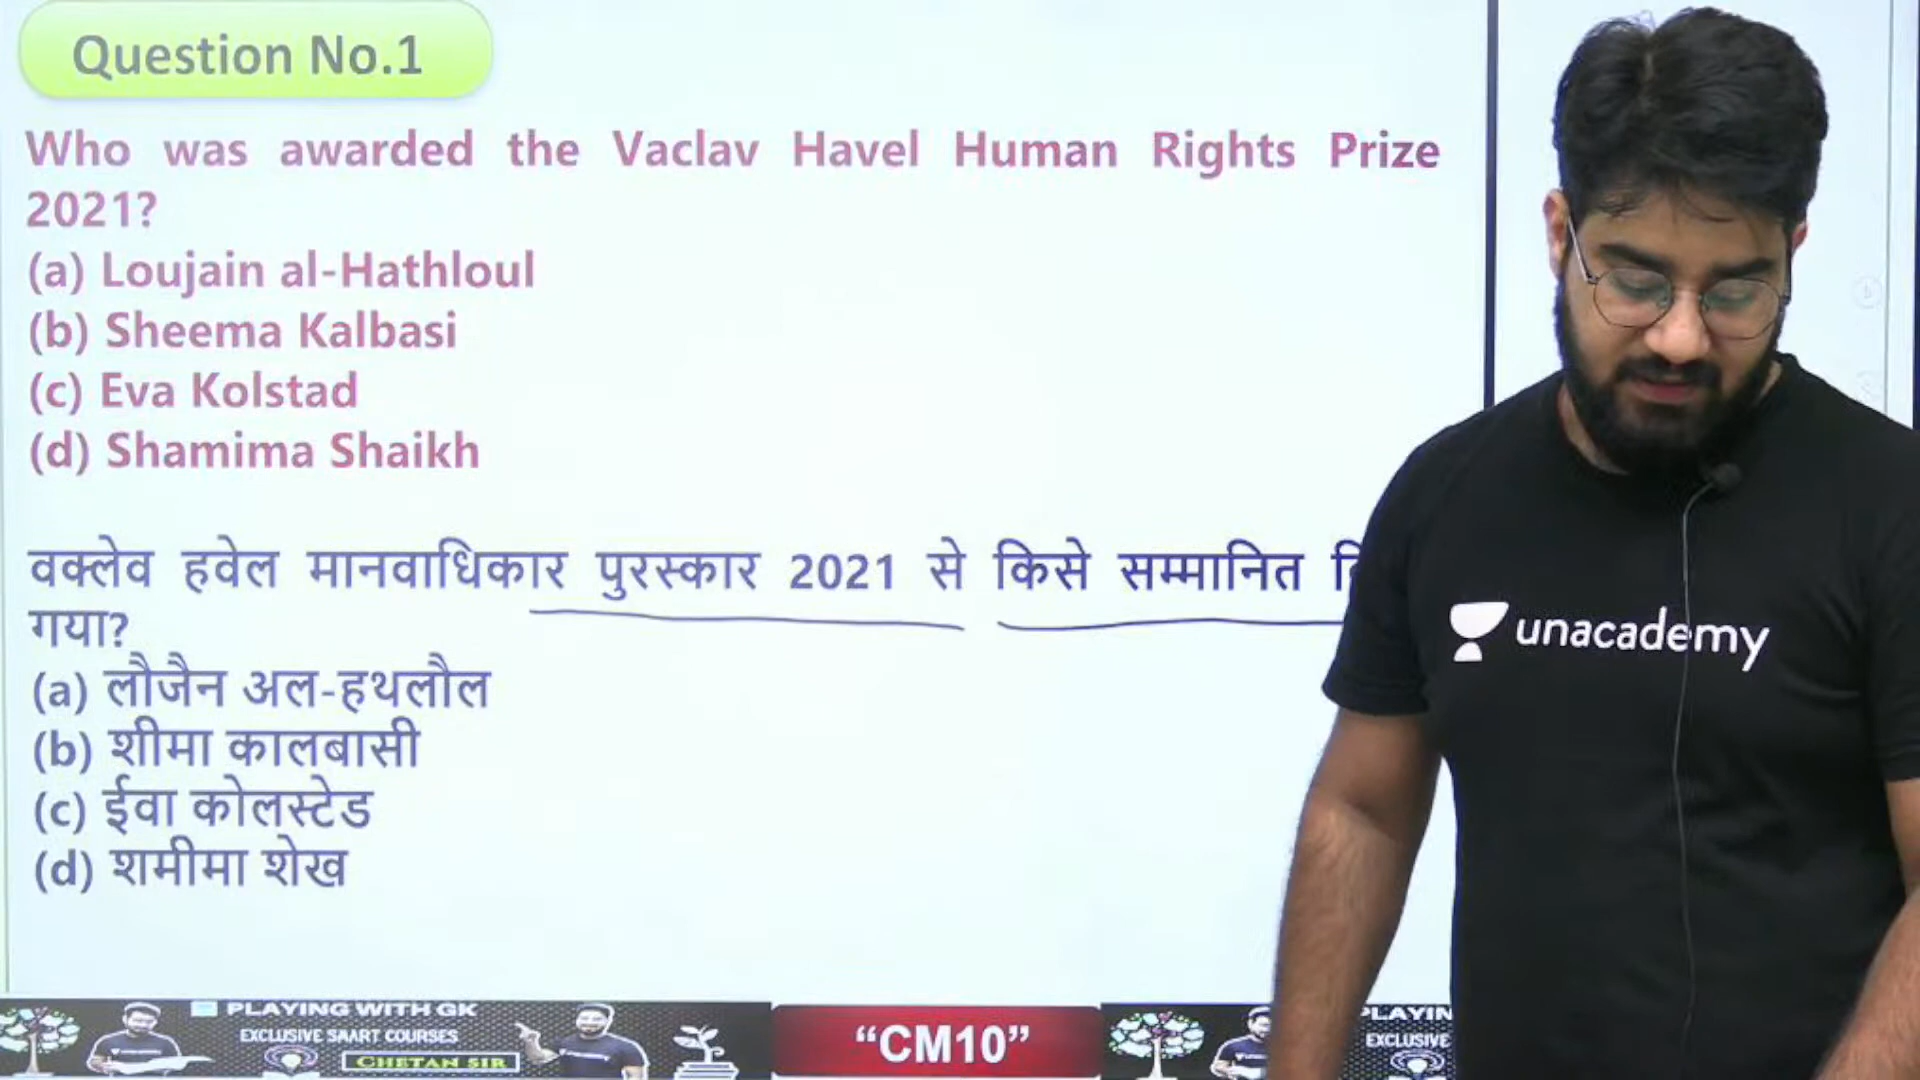 Question No.1
Who was awarded the Vaclav Havel Human Rights Prize
2021?
(a) Loujain al-Hathloul
(b) Sheema Kalbasi
(c) Eva Kolstad
(d) Shamima Shaikh
वक्लेव हवेल मानवाधिकार पुरस्कार 2021 से किसे सम्मानित
गया?
(a) लौजैन अल-हथलौल
(b) शीमा कालबासी
(c) ईवा कोलस्टेड
(d) शमीमा शेख
unacademy
PLAYING WITH GK
EXCLUSIVE SAART COURSES
CHETAN SIR
“CM10”
PLAYIN
EXCLUSIVE